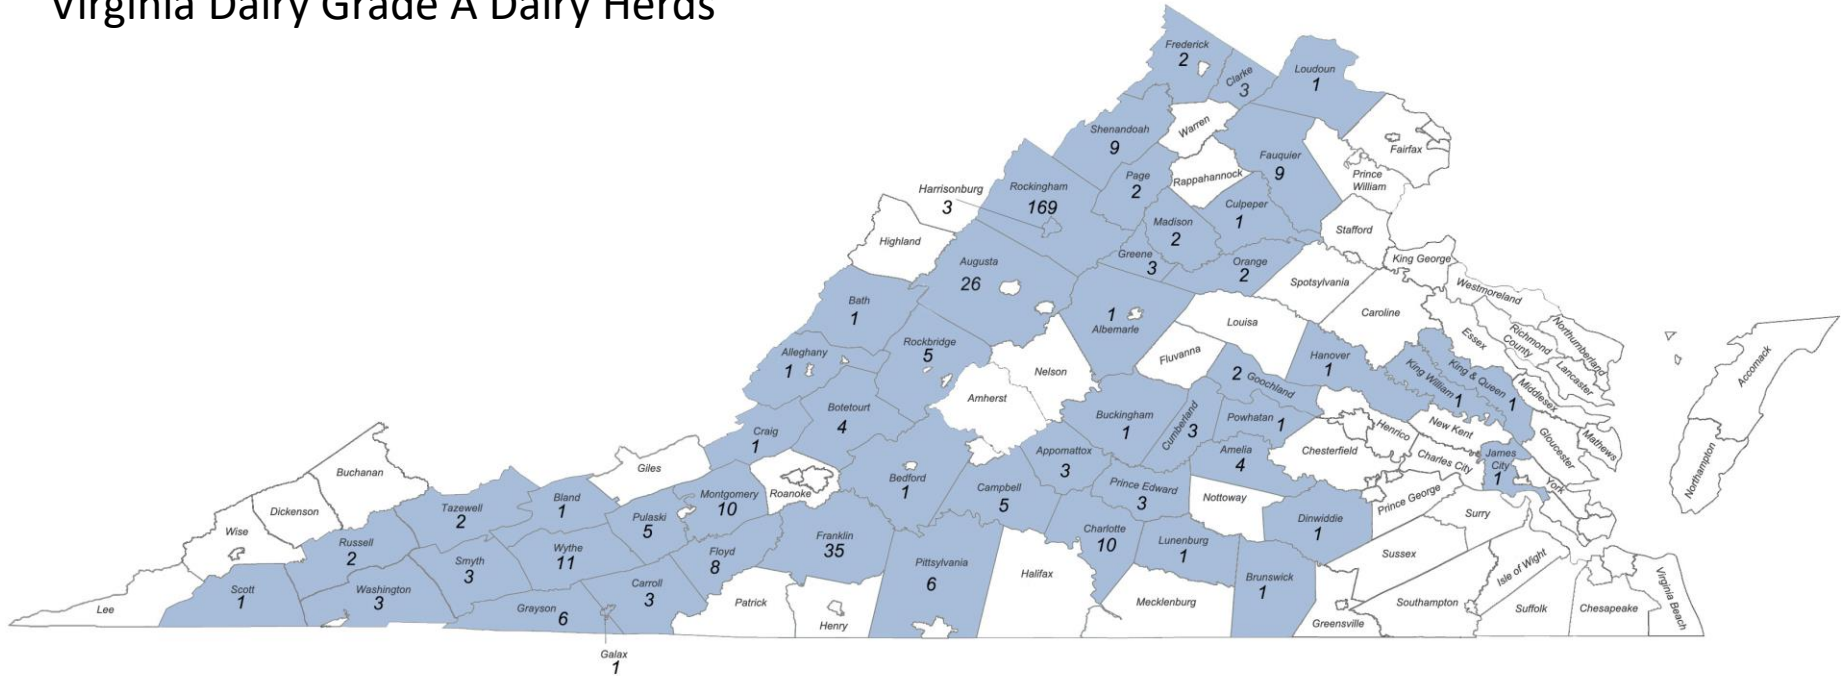 Virginia Dairy Grade A Dairy Herds
Frederick
2
Clarke
3
Loudoun
1
Shenandoah
9
Warren
Fauquier
9
Fairfax
Prince
William
Rappahannock
Page
2
Harrisonburg
3
Rockingham
169
Culpeper
1
Madison
2
Stafford
Highland
Greene
3
Orange
2
King George
Augusta
26
Spotsylvania
Westmoreland
Bath
1
1
Albemarle
Louisa
Caroline
Essex
Richmond
County
Northumberland
Lancaster
Accomack
Rockbridge
5
Alleghany
1
Nelson
Fluvanna
Hanover
1
King William
1
King & Queen
1
Middlesex
2
Goochland
Amherst
Botetourt
4
Buckingham
1
Cumberland
3
Powhatan
1
Henrico
New Kent
Gloucester
Mathews
Craig
1
Appomattox
3
Amelia
4
Chesterfield
Charles City
James
City
1
York
Northampton
Buchanan
Giles
Roanoke
Bedford
1
Campbell
5
Prince Edward
3
Nottoway
Prince George
Surry
Dickenson
Wise
Tazewell
2
Bland
1
Montgomery
10
Pulaski
5
Dinwiddie
1
Russell
2
Smyth
3
Wythe
11
Floyd
8
Franklin
35
Pittsylvania
6
Charlotte
10
Lunenburg
1
Sussex
Isle of Wight
Halifax
Lee
Scott
1
Washington
3
Grayson
6
Carroll
3
Patrick
Henry
Mecklenburg
Brunswick
1
Greensville
Southampton
Suffolk
Chesapeake
Virginia Beach
Galax
1